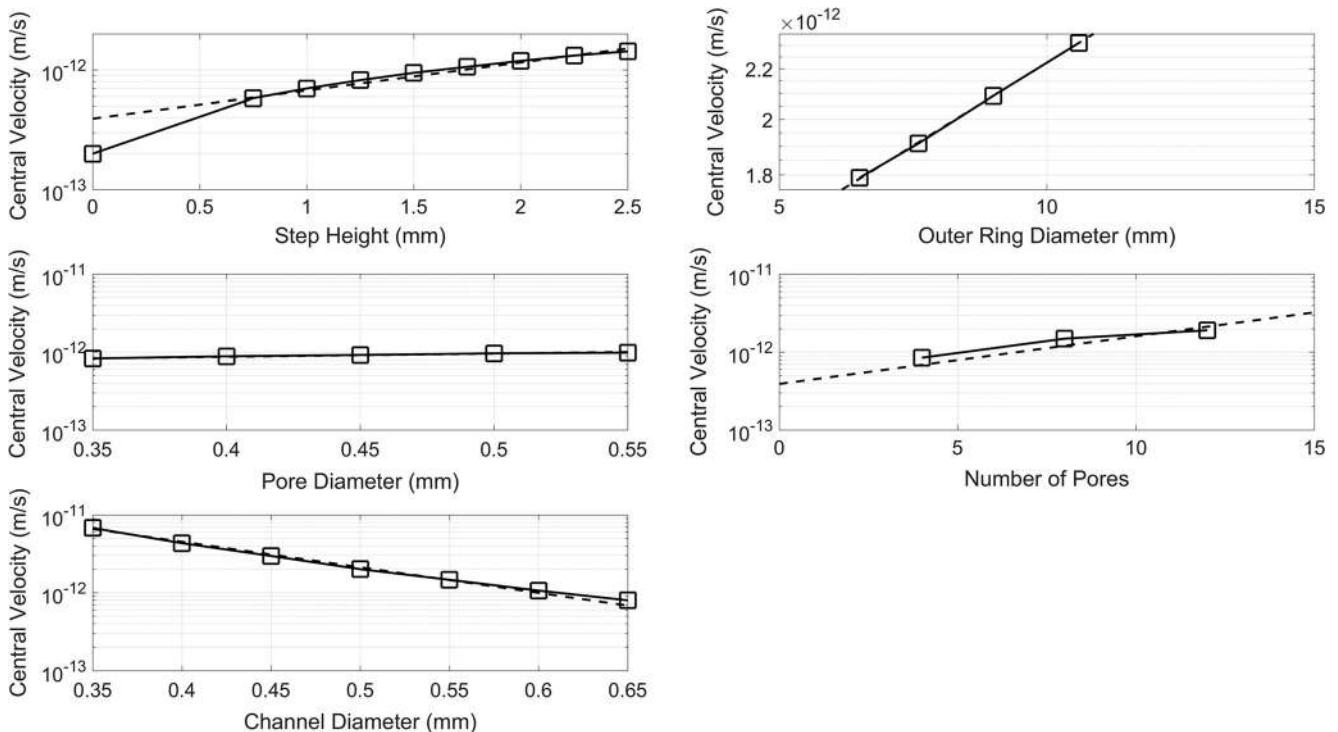 Central Velocity (m/s)
10^-12
10^-13
0 0.5 1 1.5 2 2.5
Step Height (mm)
×10^-12
Central Velocity (m/s)
2.2
2
1.8
5 10 15
Outer Ring Diameter (mm)
Central Velocity (m/s)
10^-11
10^-12
10^-13
0.35 0.4 0.45 0.5 0.55
Pore Diameter (mm)
Central Velocity (m/s)
10^-11
10^-12
10^-13
0 5 10 15
Number of Pores
Central Velocity (m/s)
10^-11
10^-12
10^-13
0.35 0.4 0.45 0.5 0.55 0.6 0.65
Channel Diameter (mm)